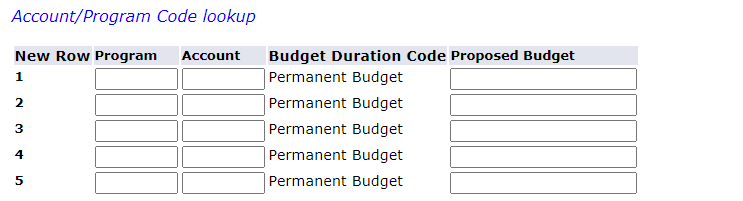 Account/Program Code lookup
New Row Program Account Budget Duration Code Proposed Budget
1 Permanent Budget
2 Permanent Budget
3 Permanent Budget
4 Permanent Budget
5 Permanent Budget